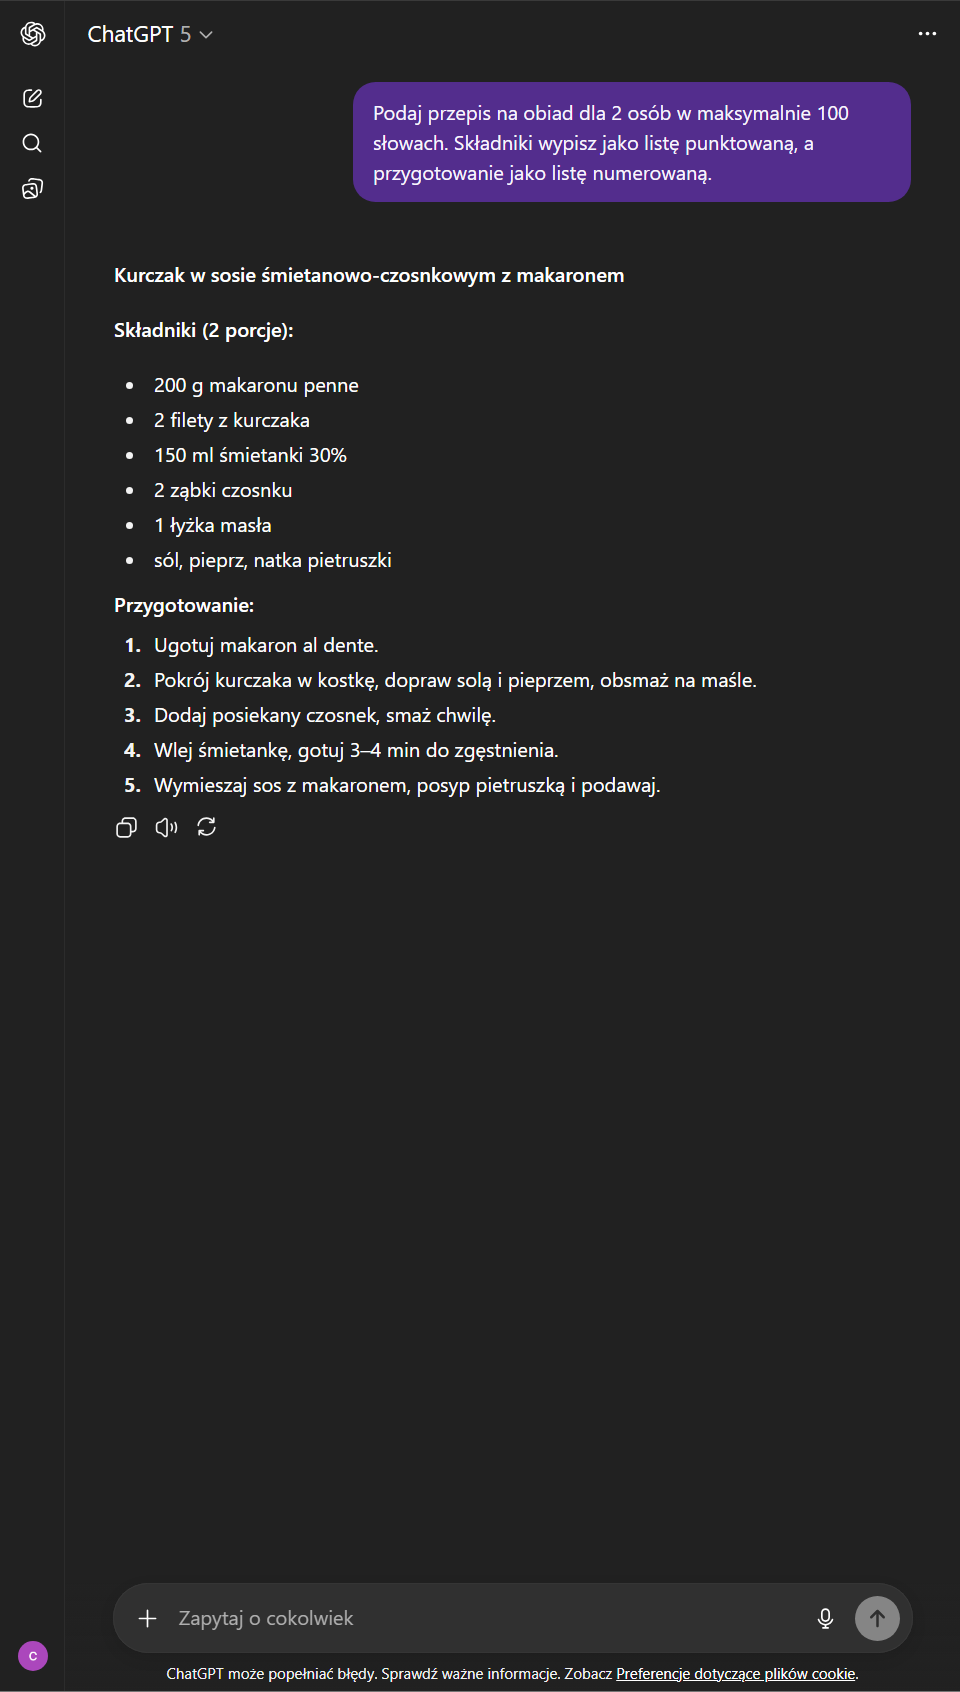 ChatGPT 5
Podaj przepis na obiad dla 2 osób w maksymalnie 100
słowach. Składniki wypisz jako listę punktowaną, a
przygotowanie jako listę numerowaną.
Kurczak w sosie śmietanowo-czosnkowym z makaronem
Składniki (2 porcje):
• 200 g makaronu penne
• 2 filety z kurczaka
• 150 ml śmietanki 30%
• 2 ząbki czosnku
• 1 łyżka masła
• sól, pieprz, natka pietruszki
Przygotowanie:
1. Ugotuj makaron al dente.
2. Pokrój kurczaka w kostkę, dopraw solą i pieprzem, obsmaż na maśle.
3. Dodaj posiekany czosnek, smaż chwilę.
4. Wlej śmietankę, gotuj 3–4 min do zgęstnienia.
5. Wymieszaj sos z makaronem, posyp pietruszką i podawaj.
Zapytaj o cokolwiek
C
ChatGPT może popełniać błędy. Sprawdź ważne informacje. Zobacz Preferencje dotyczące plików cookie.